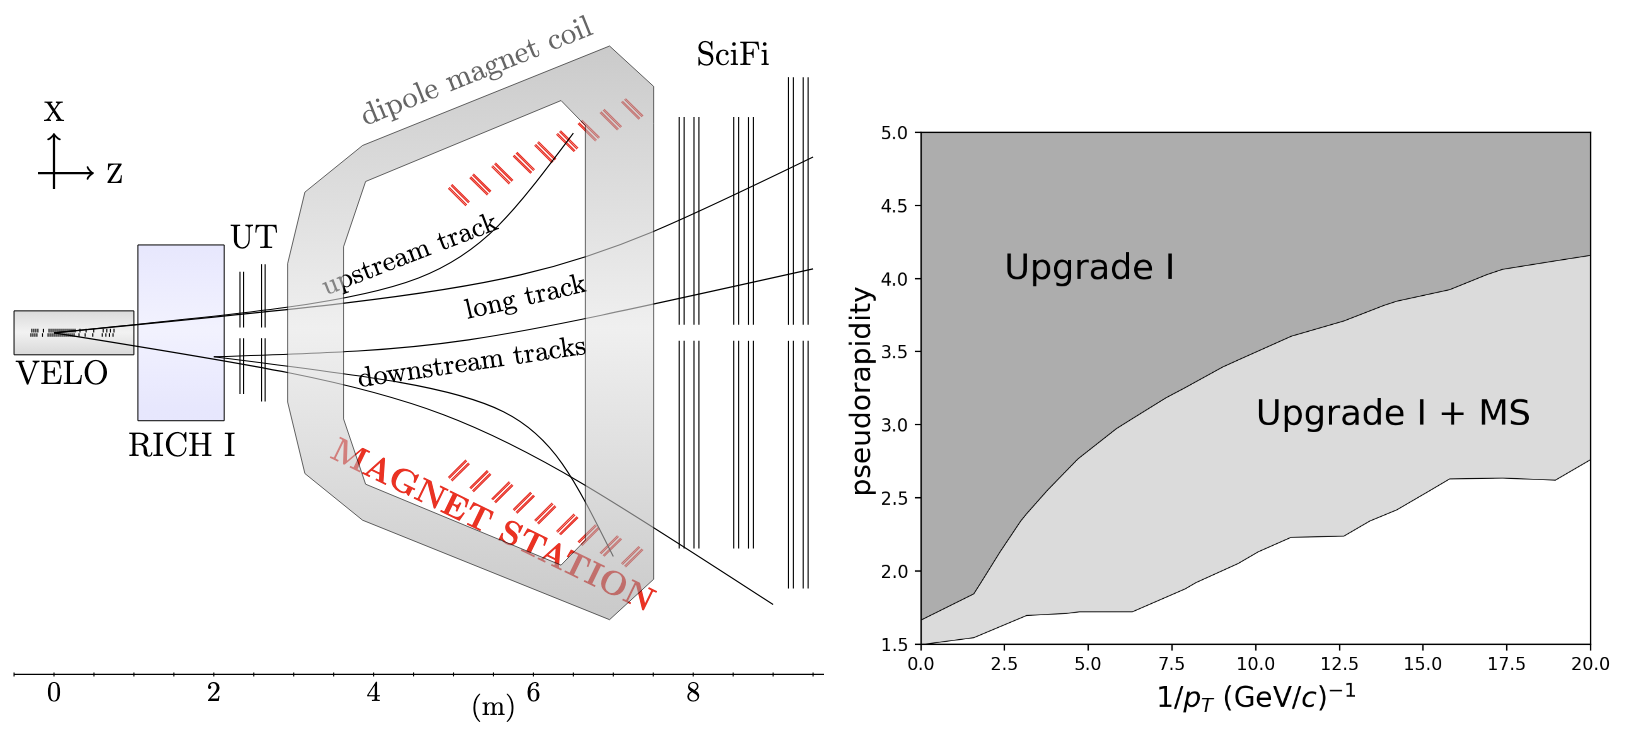 dipole magnet coil
SciFi
X
Z
UT
upstream track
long track
VELO
downstream tracks
RICH I
MAGNET STATION
0 2 4 6 8
(m)
5.0
4.5
4.0
3.5
3.0
2.5
2.0
1.5
pseudorapidity
Upgrade I
Upgrade I + MS
0.0 2.5 5.0 7.5 10.0 12.5 15.0 17.5 20.0
1/p_T (GeV/c)⁻¹